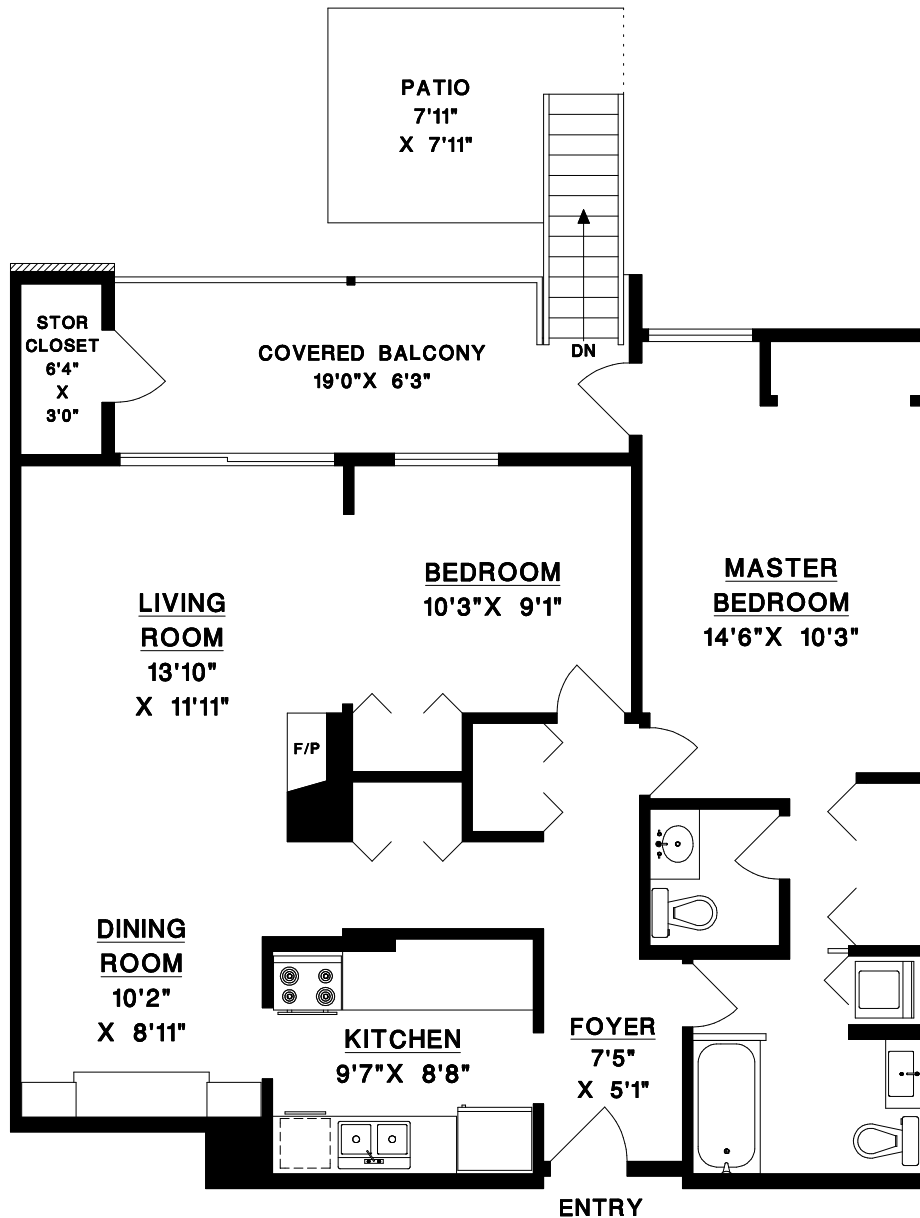 PATIO
7'11"
X 7'11"
STOR
CLOSET
6'4"
X
3'0"
COVERED BALCONY
19'0"X 6'3"
DN
LIVING
ROOM
13'10"
X 11'11"
BEDROOM
10'3"X 9'1"
MASTER
BEDROOM
14'6"X 10'3"
F/P
DINING
ROOM
10'2"
X 8'11"
KITCHEN
9'7"X 8'8"
FOYER
7'5"
X 5'1"
ENTRY